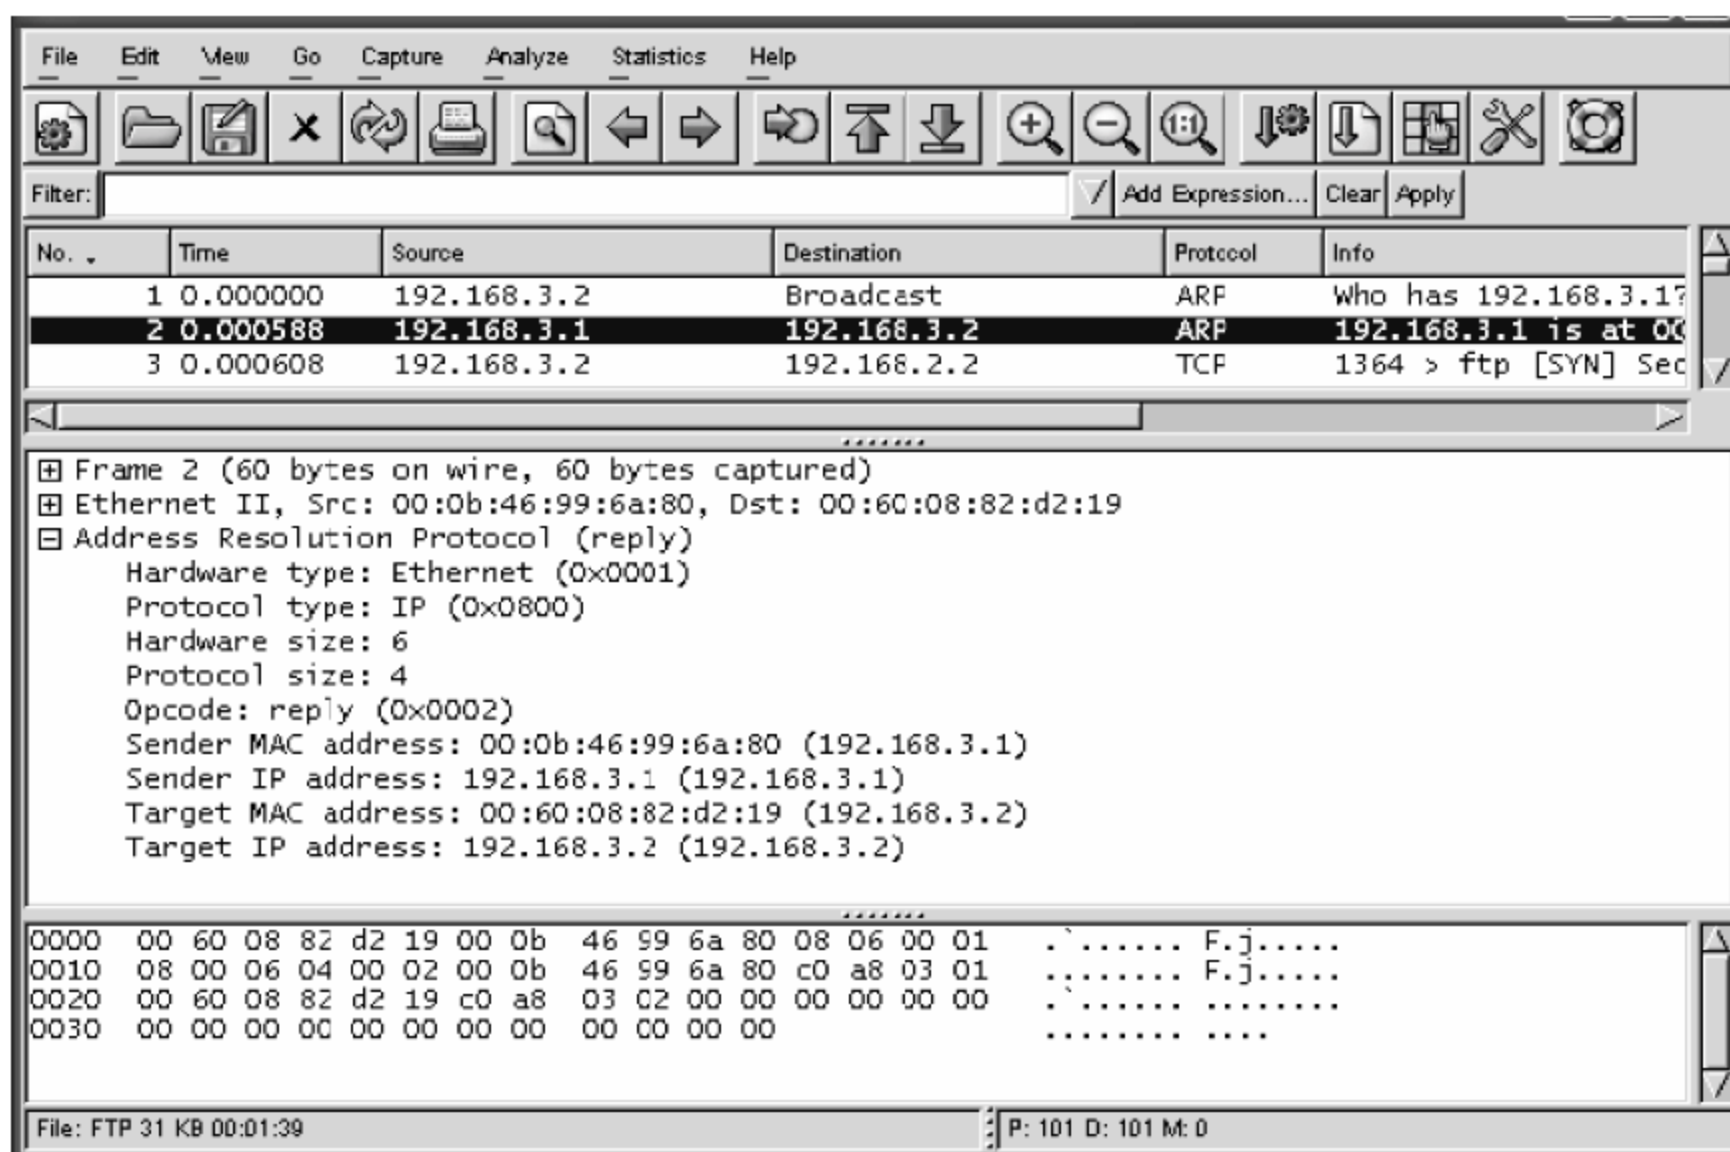 File Edit View Go Capture Analyze Statistics Help
1:1
Filter: Add Expression... Clear Apply
No. Time Source Destination Protocol Info
1 0.000000 192.168.3.2 Broadcast ARP Who has 192.168.3.1?
2 0.000588 192.168.3.1 192.168.3.2 ARP 192.168.3.1 is at 00
3 0.000608 192.168.3.2 192.168.2.2 TCP 1364 > ftp [SYN] Seq
Frame 2 (60 bytes on wire, 60 bytes captured)
Ethernet II, Src: 00:0b:46:99:6a:80, Dst: 00:60:08:82:d2:19
Address Resolution Protocol (reply)
Hardware type: Ethernet (0x0001)
Protocol type: IP (0x0800)
Hardware size: 6
Protocol size: 4
Opcode: reply (0x0002)
Sender MAC address: 00:0b:46:99:6a:80 (192.168.3.1)
Sender IP address: 192.168.3.1 (192.168.3.1)
Target MAC address: 00:60:08:82:d2:19 (192.168.3.2)
Target IP address: 192.168.3.2 (192.168.3.2)
0000 00 60 08 82 d2 19 00 0b 46 99 6a 80 08 06 00 01 .`...... F.j.....
0010 08 00 06 04 00 02 00 0b 46 99 6a 80 c0 a8 03 01 ........ F.j.....
0020 00 60 08 82 d2 19 c0 a8 03 02 00 00 00 00 00 00 .`...... ........
0030 00 00 00 00 00 00 00 00 00 00 00 00 ........ ....
File: FTP 31 KB 00:01:39 P: 101 D: 101 M: 0